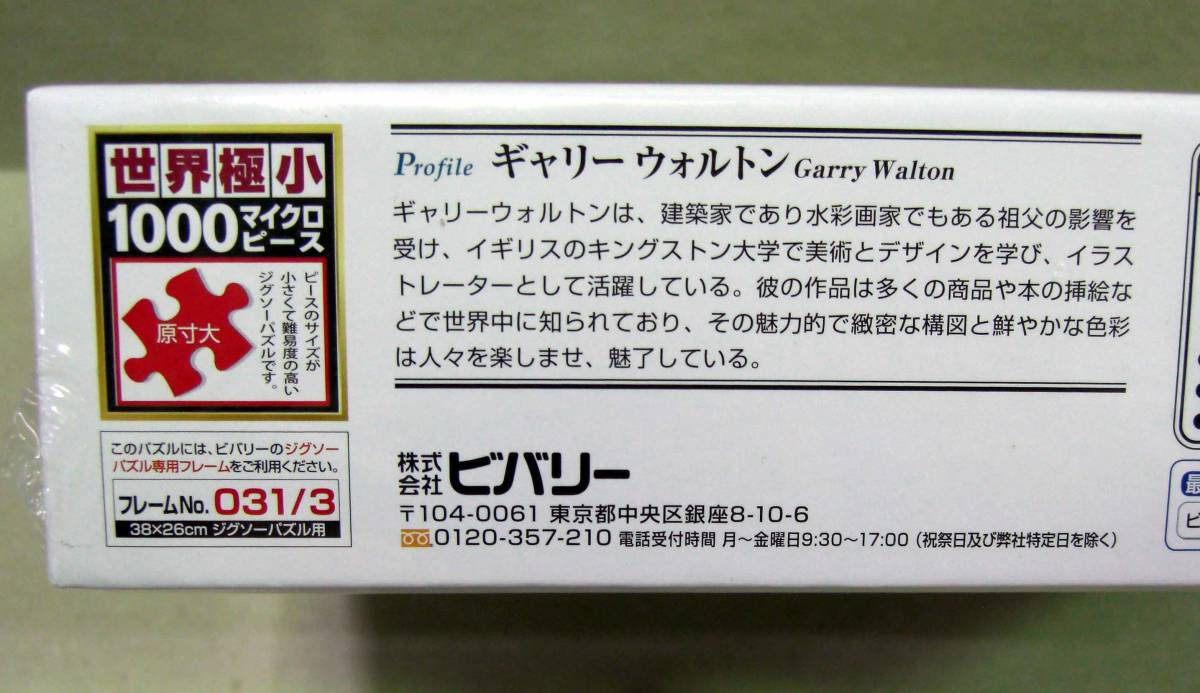 世界極小
1000マイクロ
ピース
原寸大
ピースのサイズが
小さくて難易度の高い
ジグソーパズルです。
このパズルには、ビバリーのジグソー
パズル専用フレームをご利用ください。
フレームNo. 031/3
38×26cm ジグソーパズル用
Profile ギャリー ウォルトン Garry Walton
ギャリーウォルトンは、建築家であり水彩画家でもある祖父の影響を
受け、イギリスのキングストン大学で美術とデザインを学び、イラス
トレーターとして活躍している。彼の作品は多くの商品や本の挿絵な
どで世界中に知られており、その魅力的で緻密な構図と鮮やかな色彩
は人々を楽しませ、魅了している。
株式会社ビバリー
〒104-0061 東京都中央区銀座8-10-6
0120-357-210 電話受付時間 月~金曜日9:30~17:00(祝祭日及び弊社特定日を除く)
最
ピ